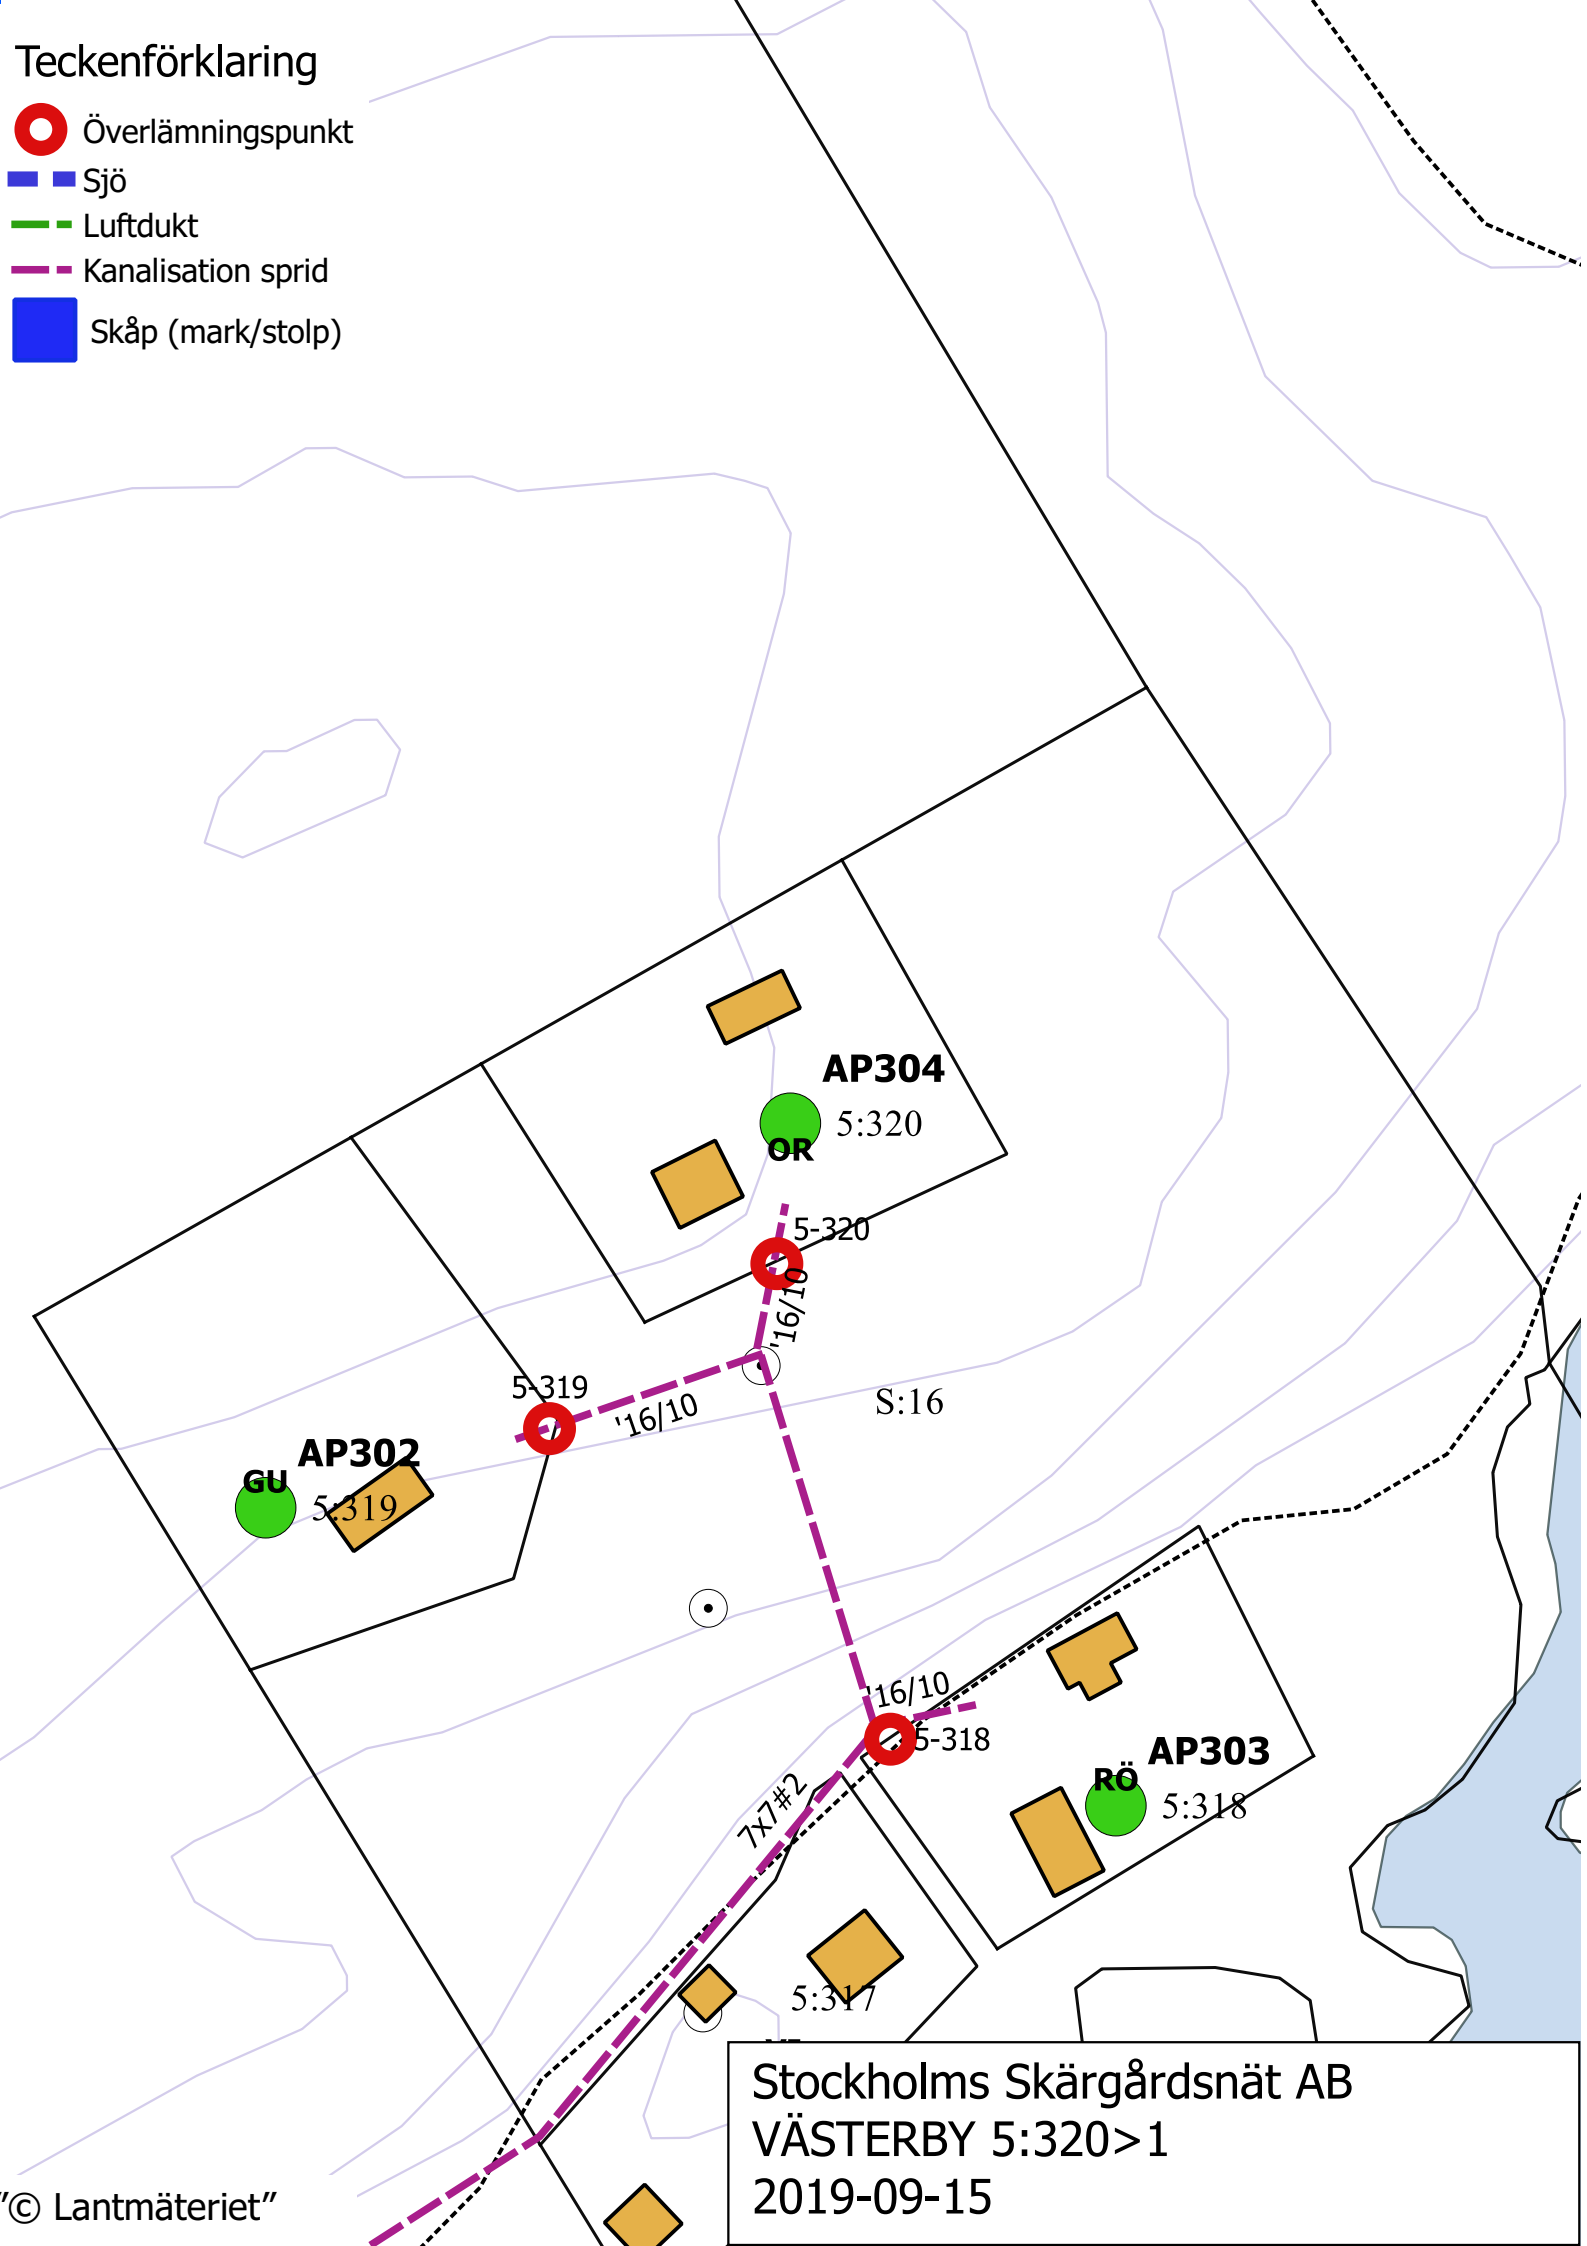 Teckenförklaring
Överlämningspunkt
Sjö
Luftdukt
Kanalisation sprid
Skåp (mark/stolp)
AP304
5:320
OR
5-320
'16/10
5-319
'16/10
S:16
AP302
GU
5:319
'16/10
5-318
AP303
RÖ
5:318
7x7#2
5:317
Stockholms Skärgårdsnät AB
VÄSTERBY 5:320>1
2019-09-15
"© Lantmäteriet"